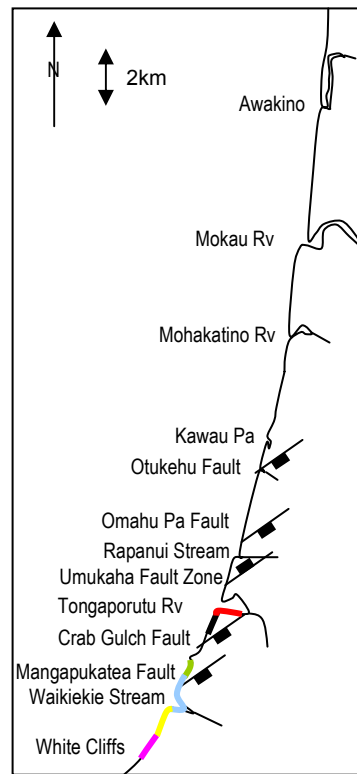 N
2km
Awakino
Mokau Rv
Mohakatino Rv
Kawau Pa
Otukehu Fault
Omahu Pa Fault
Rapanui Stream
Umukaha Fault Zone
Tongaporutu Rv
Crab Gulch Fault
Mangapukatea Fault
Waikiekie Stream
White Cliffs